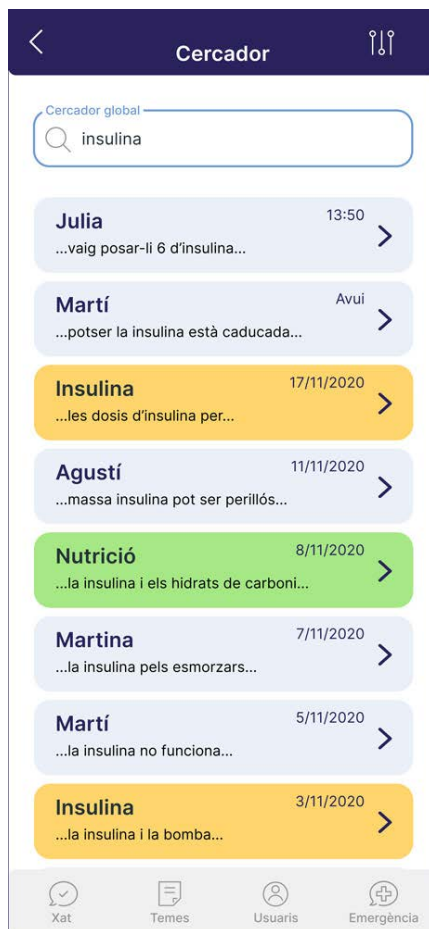 Cercador
Cercador global
insulina
Julia
13:50
...vaig posar-li 6 d'insulina...
Martí
Avui
...potser la insulina està caducada...
Insulina
17/11/2020
...les dosis d'insulina per...
Agustí
11/11/2020
...massa insulina pot ser perillós...
Nutrició
8/11/2020
...la insulina i els hidrats de carboni...
Martina
7/11/2020
...la insulina pels esmorzars...
Martí
5/11/2020
...la insulina no funciona...
Insulina
3/11/2020
...la insulina i la bomba...
Xat
Temes
Usuaris
Emergència